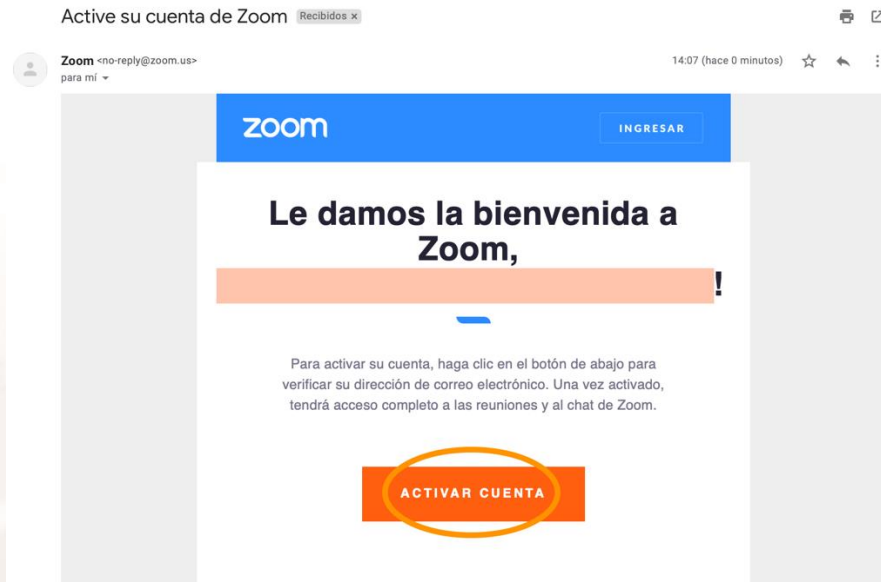 Active su cuenta de Zoom Recibidos x
Zoom <no-reply@zoom.us> 14:07 (hace 0 minutos)
para mí
zoom INGRESAR
Le damos la bienvenida a
Zoom,
!
Para activar su cuenta, haga clic en el botón de abajo para
verificar su dirección de correo electrónico. Una vez activado,
tendrá acceso completo a las reuniones y al chat de Zoom.
ACTIVAR CUENTA